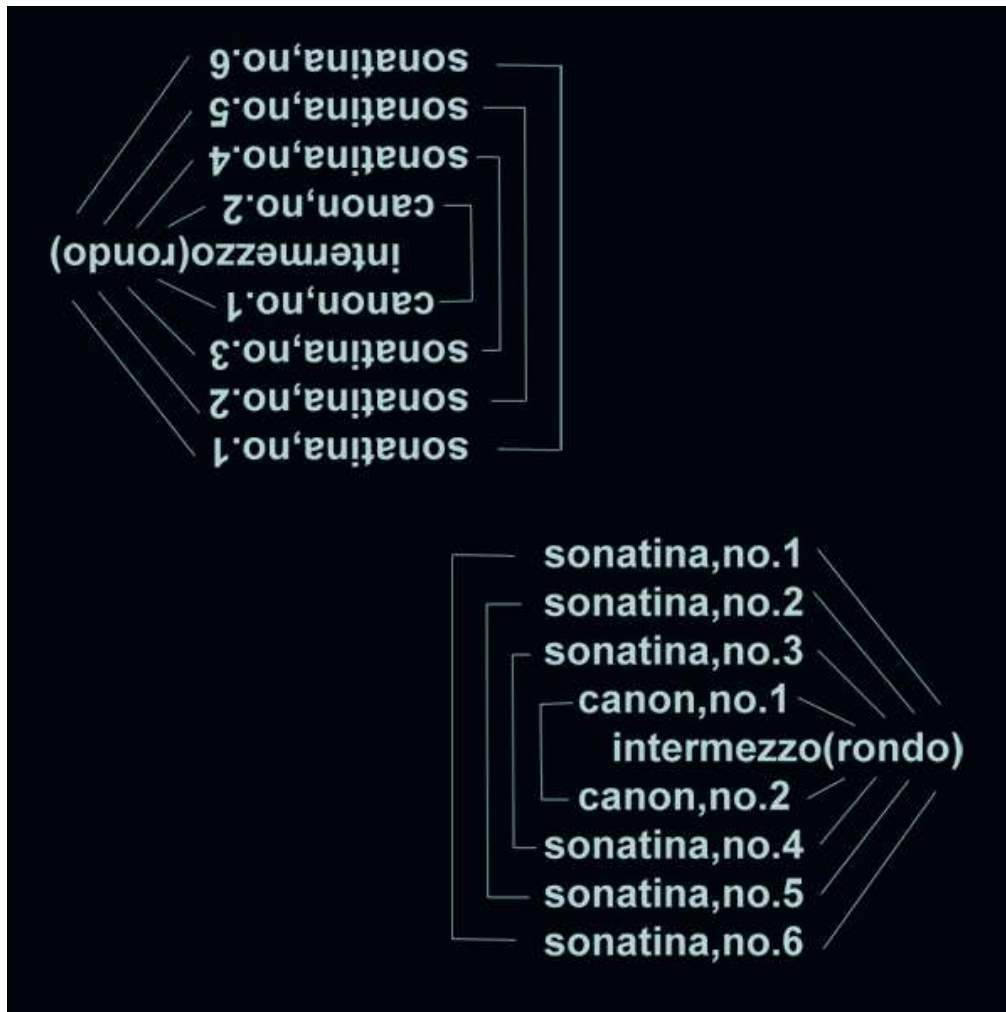 sonatina,no.1
sonatina,no.2
sonatina,no.3
canon,no.1
intermezzo(rondo)
canon,no.2
sonatina,no.4
sonatina,no.5
sonatina,no.6
sonatina,no.1
sonatina,no.2
sonatina,no.3
canon,no.1
intermezzo(rondo)
canon,no.2
sonatina,no.4
sonatina,no.5
sonatina,no.6